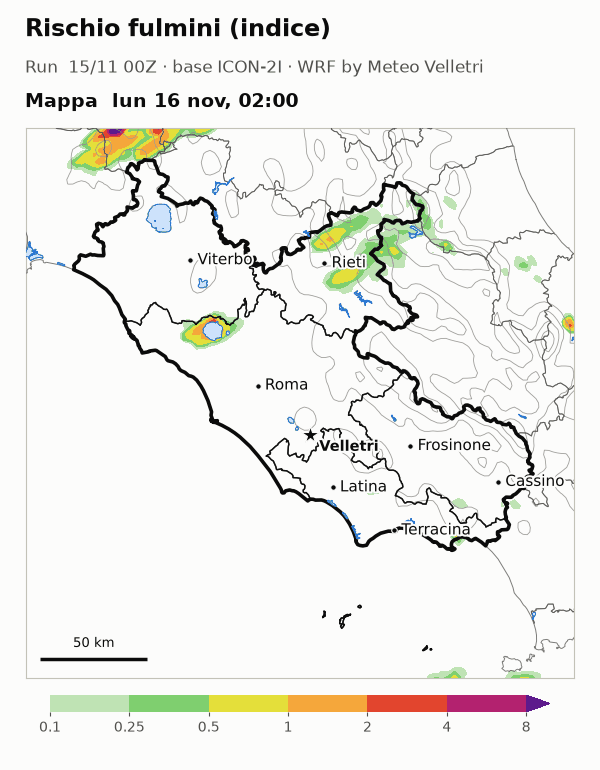 Rischio fulmini (indice)
Run  15/11 00Z · base ICON-2I · WRF by Meteo Velletri
Mappa  lun 16 nov, 02:00
Viterbo
Rieti
Roma
Velletri
Frosinone
Latina
Cassino
Terracina
50 km
0.1 0.25 0.5 1 2 4 8